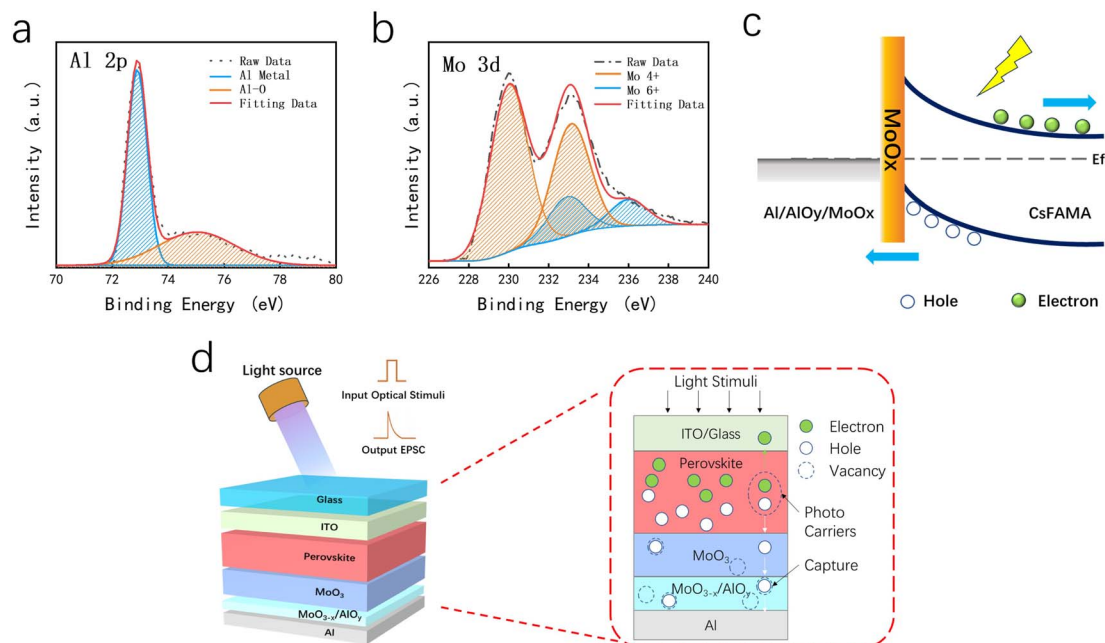 a
Al 2p
Raw Data
Al Metal
Al-O
Fitting Data
Intensity (a. u.)
70 72 74 76 78 80
Binding Energy (eV)
b
Mo 3d
Raw Data
Mo 4+
Mo 6+
Fitting Data
Intensity (a. u.)
226 228 230 232 234 236 238 240
Binding Energy (eV)
c
MoOx
Ef
Al/AlOy/MoOx
CsFAMA
Hole
Electron
d
Light source
Input Optical Stimuli
Output EPSC
Glass
ITO
Perovskite
MoO₃
MoO₃₋ₓ/AlOᵧ
Al
Light Stimuli
ITO/Glass
Perovskite
MoO₃
MoO₃₋ₓ/AlOᵧ
Al
Electron
Hole
Vacancy
Photo
Carriers
Capture